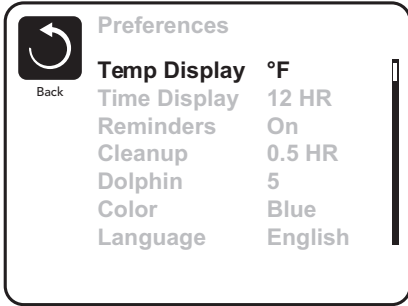 Preferences
Back
Temp Display °F
Time Display 12 HR
Reminders On
Cleanup 0.5 HR
Dolphin 5
Color Blue
Language English